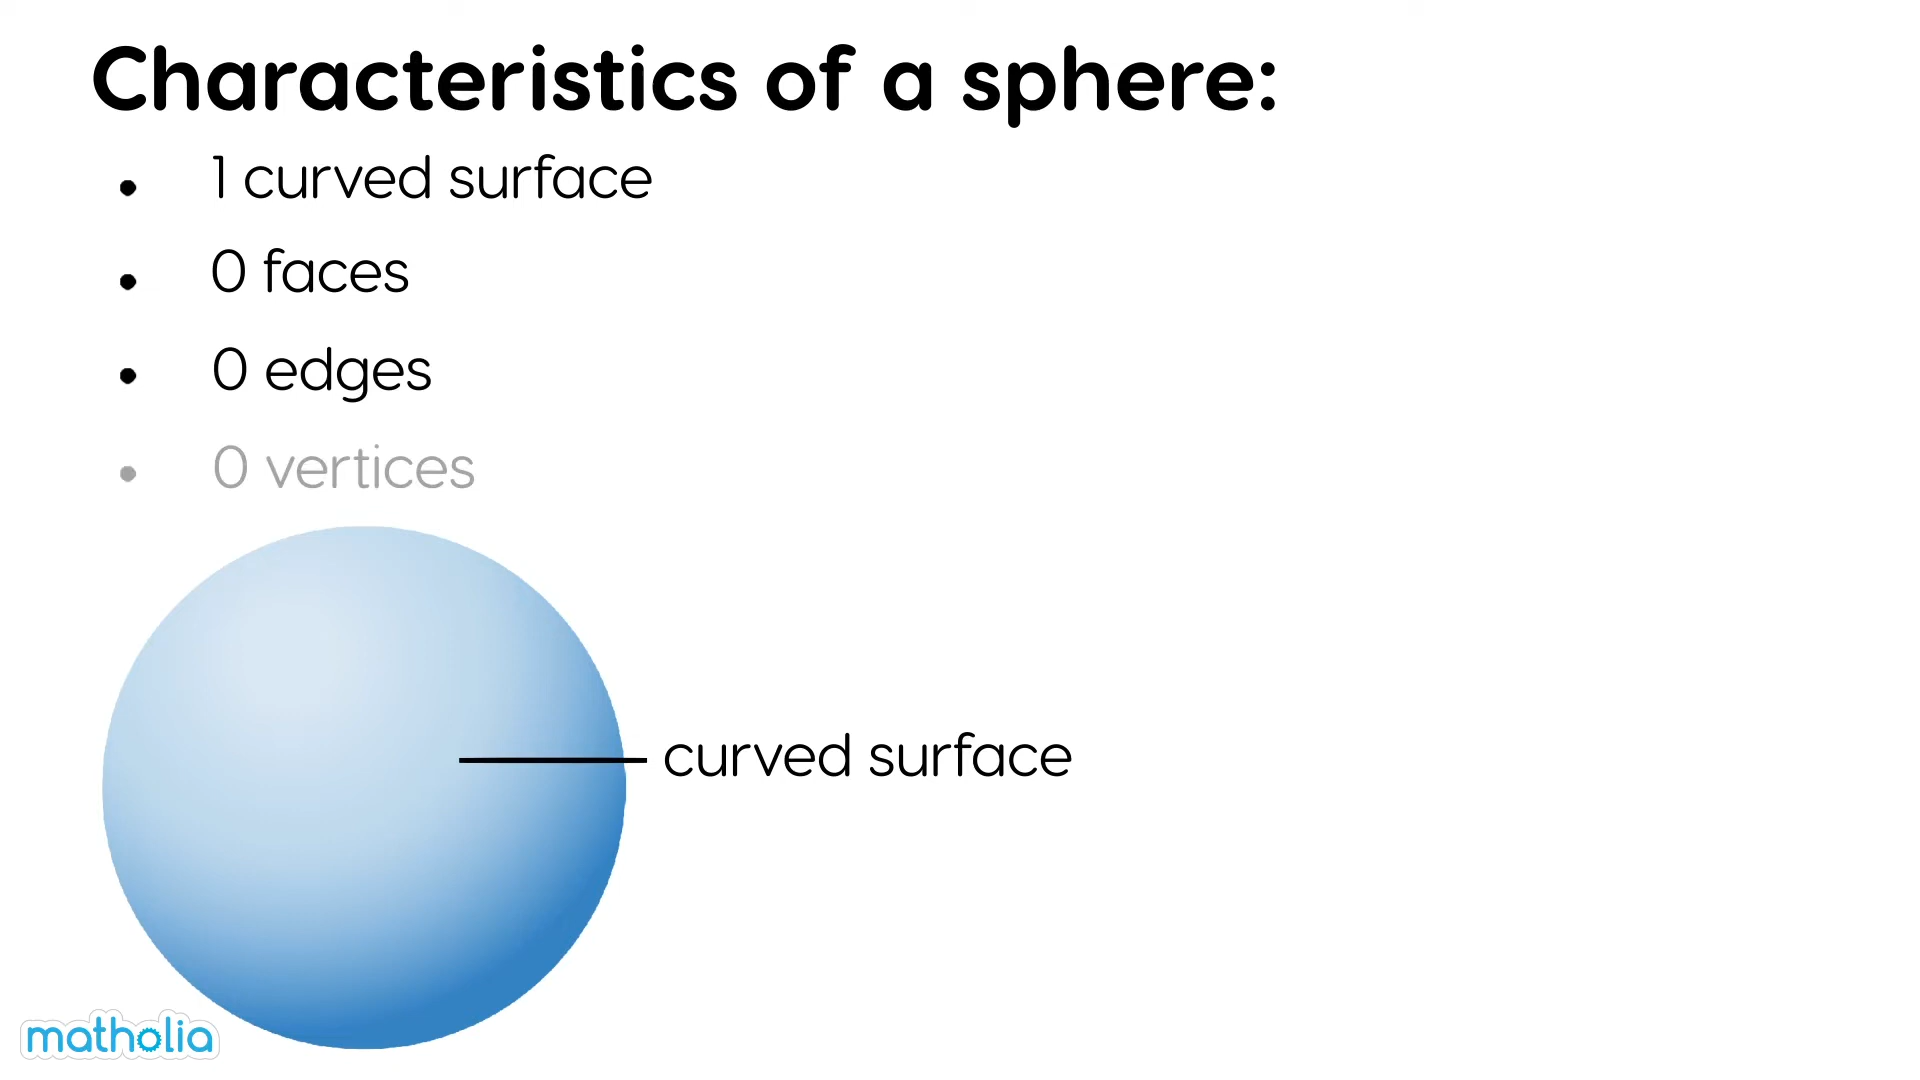 Characteristics of a sphere:
• 1 curved surface
• 0 faces
• 0 edges
• 0 vertices
curved surface
matholia